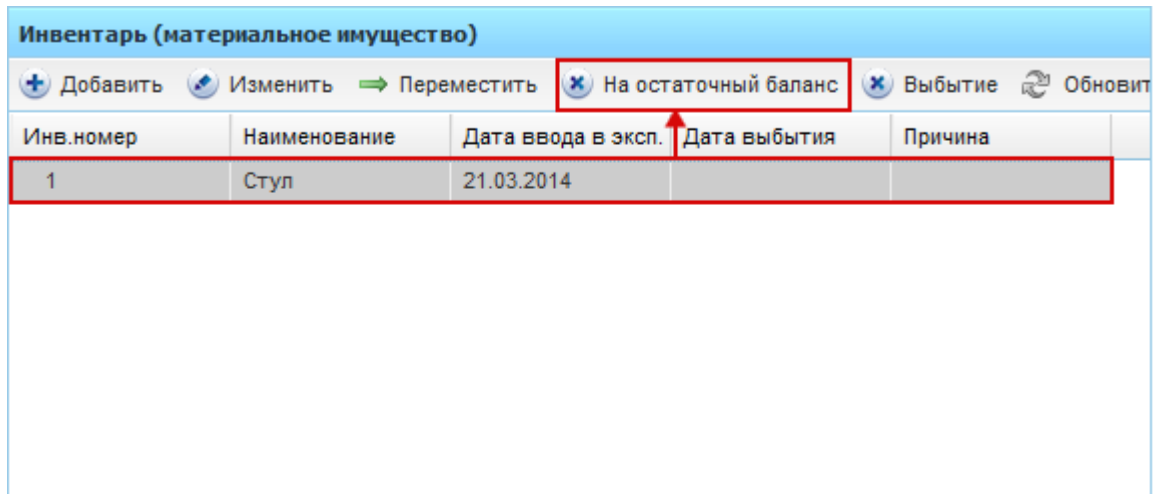 Инвентарь (материальное имущество)
Добавить Изменить Переместить На остаточный баланс Выбытие Обновит
Инв.номер Наименование Дата ввода в эксп. Дата выбытия Причина
1 Стул 21.03.2014